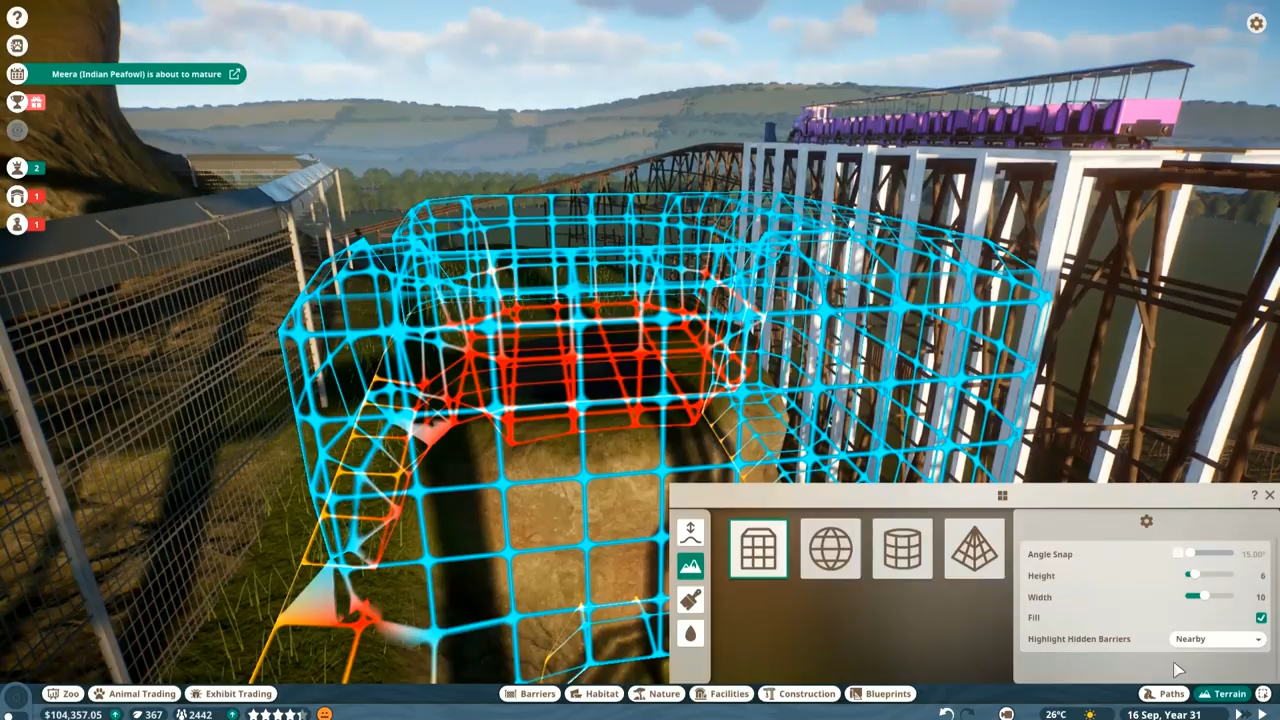 ?
Meera (Indian Peafowl) is about to mature
2
1
1
? ×
Angle Snap 15.00°
Height 6
Width 10
Fill
Highlight Hidden Barriers Nearby
Zoo Animal Trading Exhibit Trading Barriers Habitat Nature Facilities Construction Blueprints Paths Terrain
$104,357.05 367 2442 26°C 16 Sep, Year 31